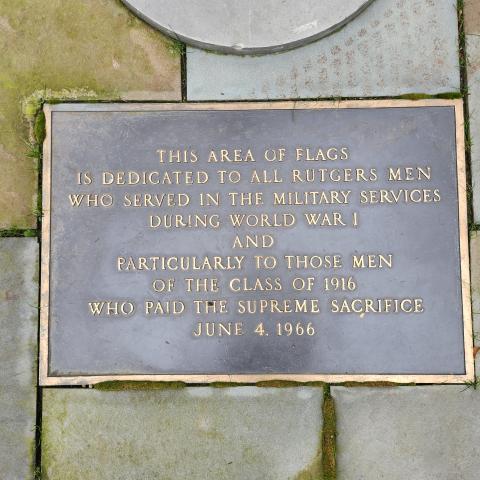 THIS AREA OF FLAGS
IS DEDICATED TO ALL RUTGERS MEN
WHO SERVED IN THE MILITARY SERVICES
DURING WORLD WAR I
AND
PARTICULARLY TO THOSE MEN
OF THE CLASS OF 1916
WHO PAID THE SUPREME SACRIFICE
JUNE 4, 1966